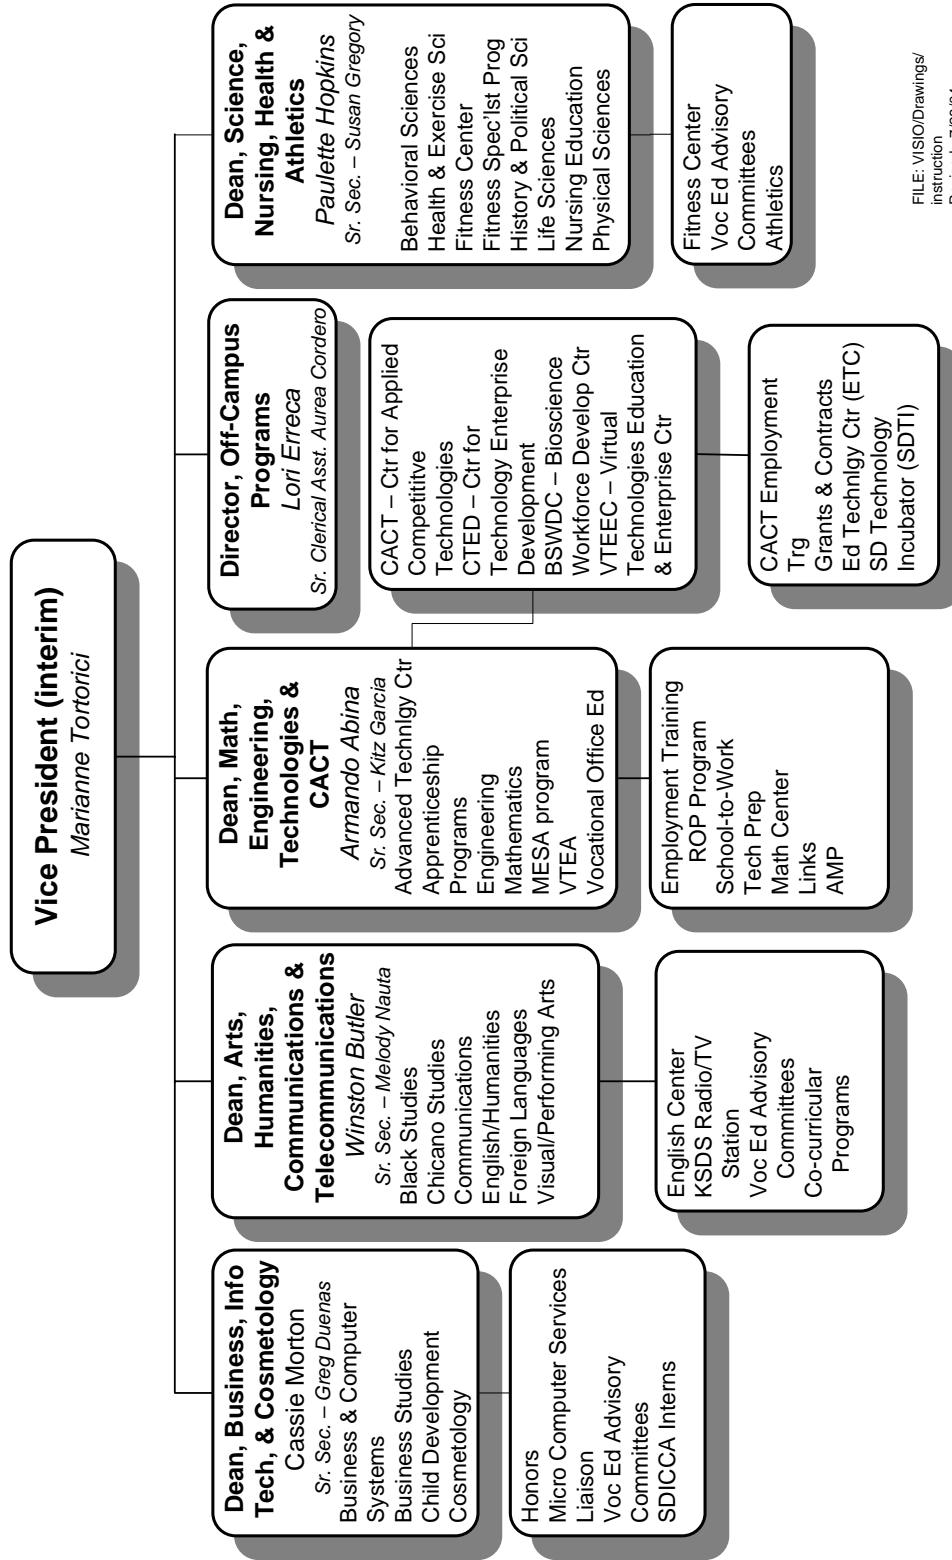 Vice President (interim)
Marianne Tortorici
Dean, Business, Info
Tech, & Cosmetology
Cassie Morton
Sr. Sec. – Greg Duenas
Business & Computer
Systems
Business Studies
Child Development
Cosmetology
Honors
Micro Computer Services
Liaison
Voc Ed Advisory
Committees
SDICCA Interns
Dean, Arts,
Humanities,
Communications &
Telecommunications
Winston Butler
Sr. Sec. – Melody Nauta
Black Studies
Chicano Studies
Communications
English/Humanities
Foreign Languages
Visual/Performing Arts
English Center
KSDS Radio/TV
Station
Voc Ed Advisory
Committees
Co-curricular
Programs
Dean, Math,
Engineering,
Technologies &
CACT
Armando Abina
Sr. Sec. – Kitz Garcia
Advanced Technlgy Ctr
Apprenticeship
Programs
Engineering
Mathematics
MESA program
VTEA
Vocational Office Ed
Employment Training
ROP Program
School-to-Work
Tech Prep
Math Center
Links
AMP
Director, Off-Campus
Programs
Lori Erreca
Sr. Clerical Asst. Aurea Cordero
CACT – Ctr for Applied
Competitive
Technologies
CTED – Ctr for
Technology Enterprise
Development
BSWDC – Bioscience
Workforce Develop Ctr
VTEC – Virtual
Technologies Education
& Enterprise Ctr
CACT Employment
Trg
Grants & Contracts
Ed Technlgy Ctr (ETC)
SD Technology
Incubator (SDTI)
Dean, Science,
Nursing, Health &
Athletics
Paulette Hopkins
Sr. Sec. – Susan Gregory
Behavioral Sciences
Health & Exercise Sci
Fitness Center
Fitness Spec'lst Prog
History & Political Sci
Life Sciences
Nursing Education
Physical Sciences
Fitness Center
Voc Ed Advisory
Committees
Athletics
FILE: VISIO/Drawings/
instruction